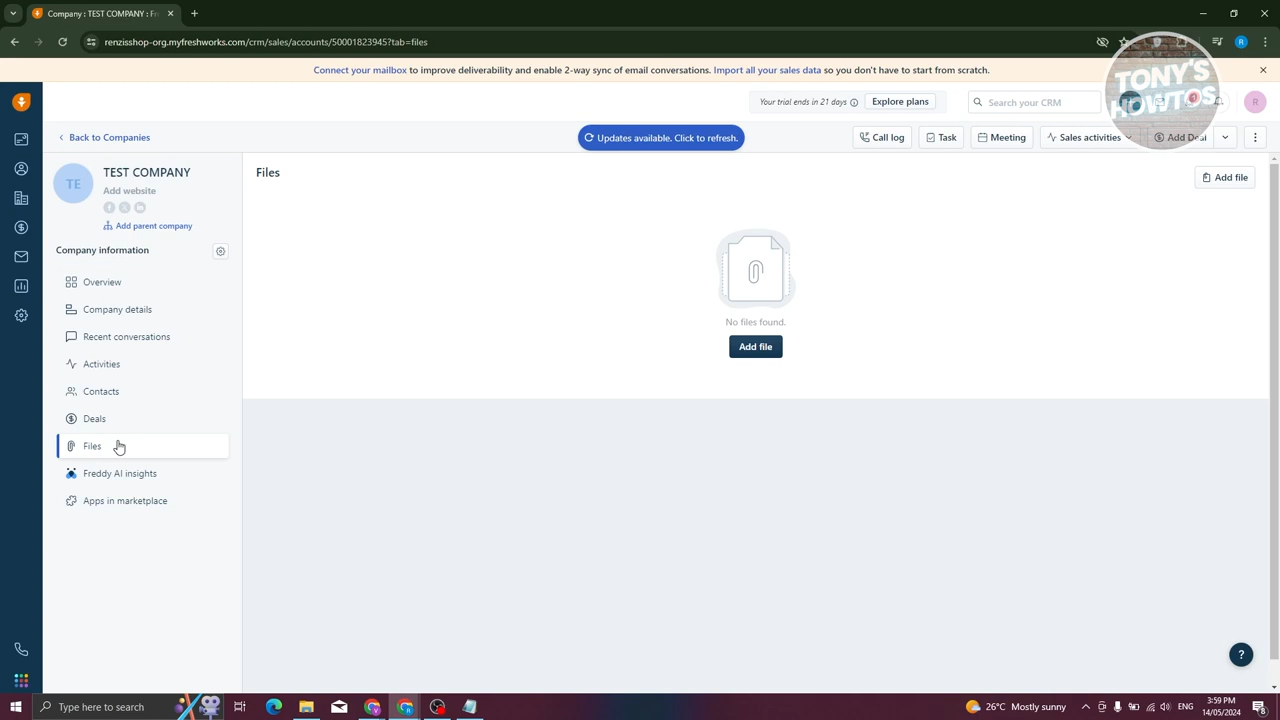 Company : TEST COMPANY : Fr
renzisshop-org.myfreshworks.com/crm/sales/accounts/50001823945?tab=files
R
Connect your mailbox to improve deliverability and enable 2-way sync of email conversations. Import all your sales data so you don't have to start from scratch.
TONY'S
HOWTOS
Your trial ends in 21 days
Explore plans
Search your CRM
R
Back to Companies
Updates available. Click to refresh.
Call log
Task
Meeting
Sales activities
Add Deal
TE
TEST COMPANY
Add website
Add parent company
Files
Add file
Company information
Overview
Company details
Recent conversations
Activities
Contacts
Deals
Files
Freddy AI insights
Apps in marketplace
No files found.
Add file
?
Type here to search
26°C Mostly sunny
ENG
3:59 PM
14/05/2024
8